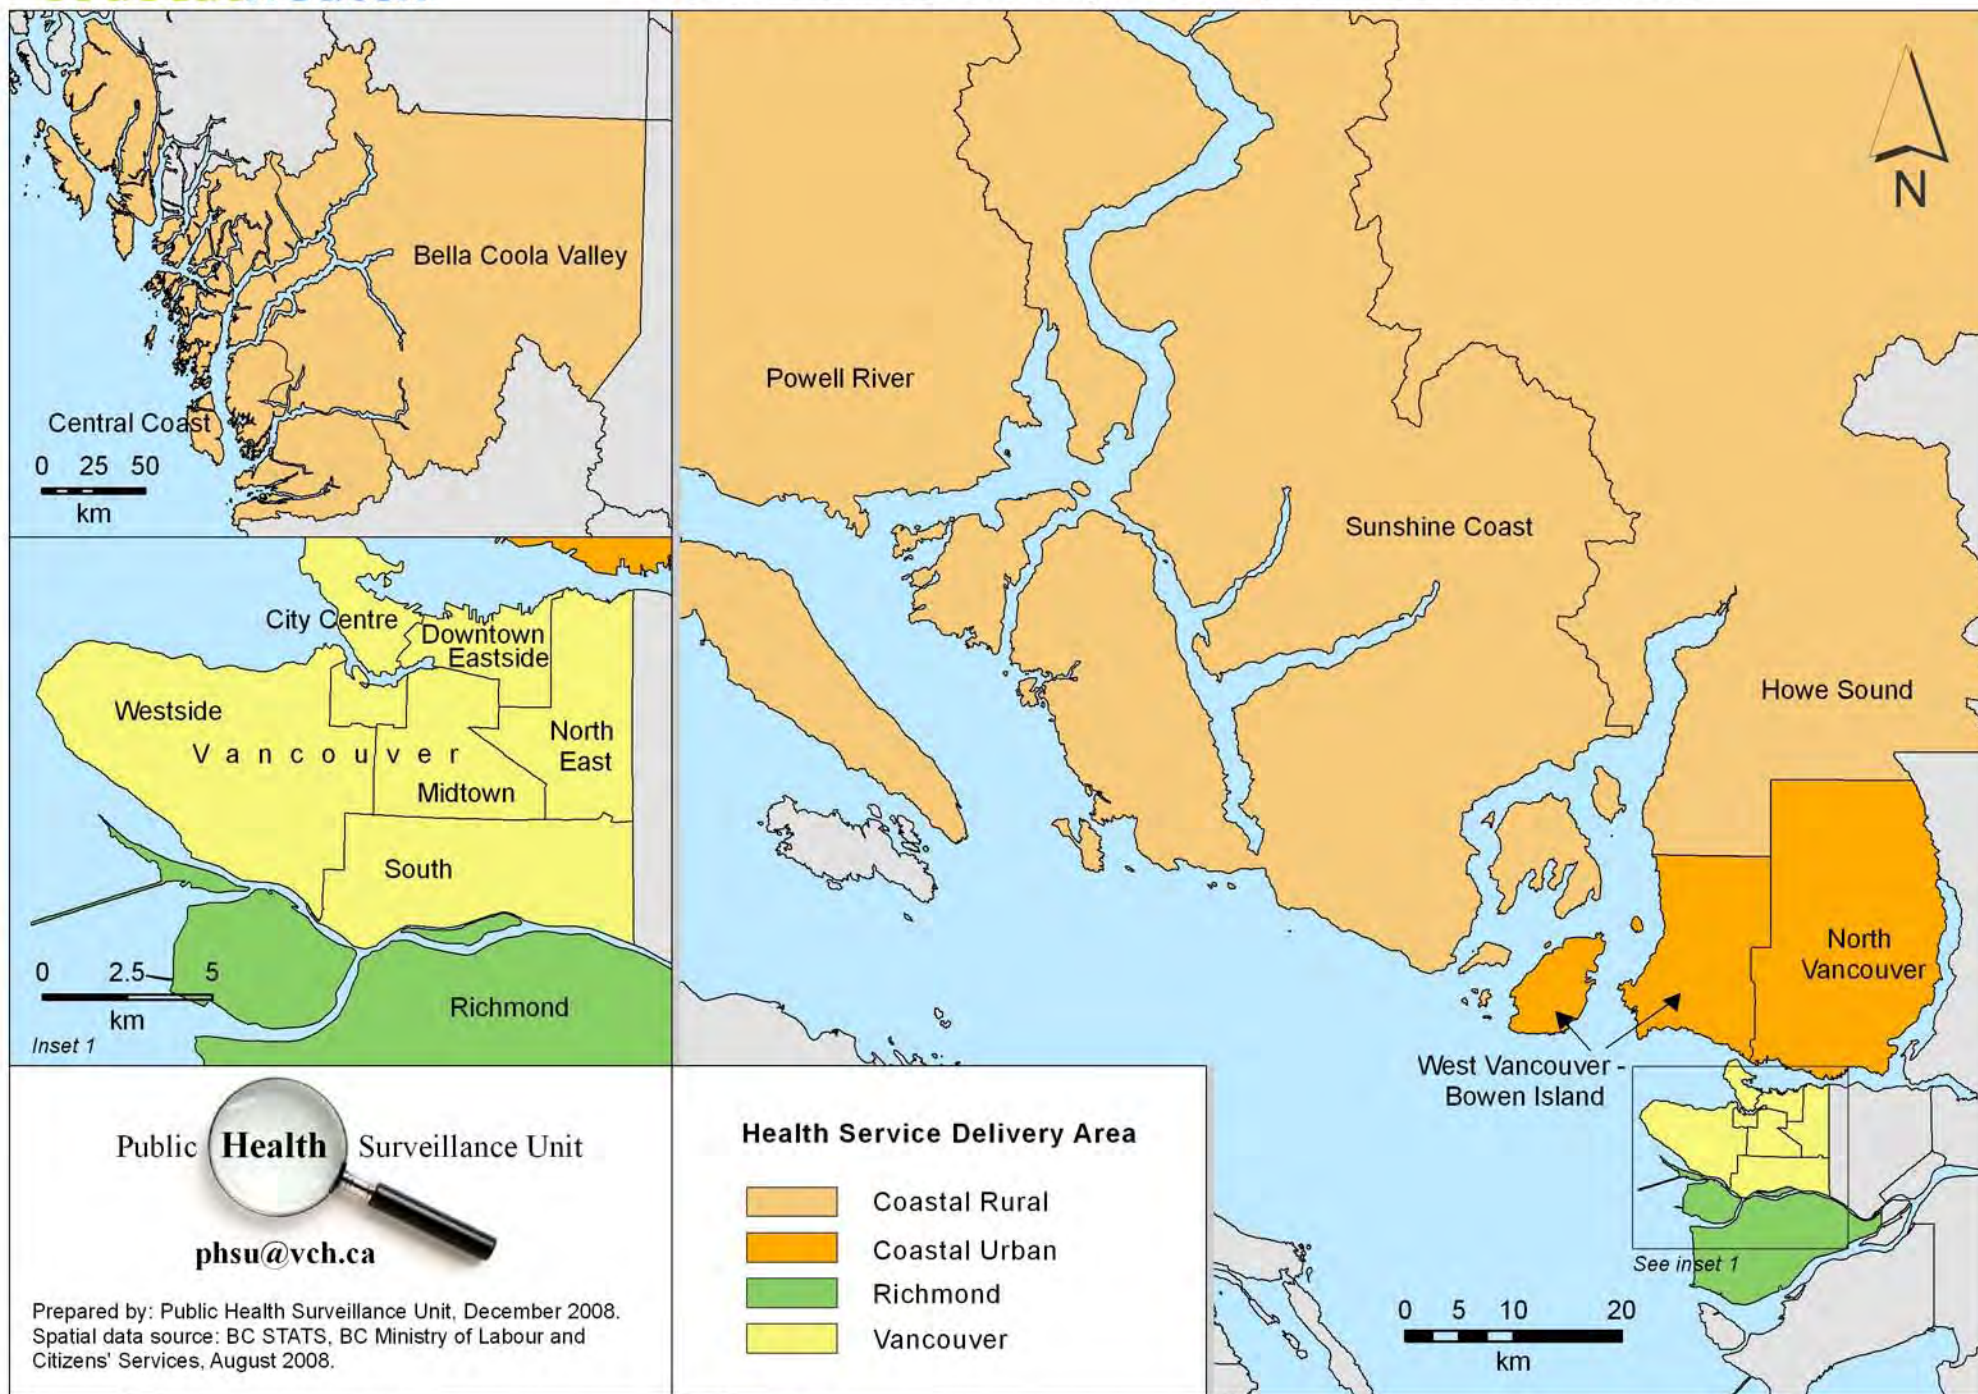 Bella Coola Valley
Central Coast
0 25 50
km
City Centre
Downtown
Eastside
Westside
North
East
Vancouver
Midtown
South
Richmond
0 2.5 5
km
Inset 1
Public Health Surveillance Unit
phsu@vch.ca
Prepared by: Public Health Surveillance Unit, December 2008.
Spatial data source: BC STATS, BC Ministry of Labour and
Citizens' Services, August 2008.
N
Powell River
Sunshine Coast
Howe Sound
North
Vancouver
West Vancouver -
Bowen Island
See inset 1
0 5 10 20
km
Health Service Delivery Area
Coastal Rural
Coastal Urban
Richmond
Vancouver